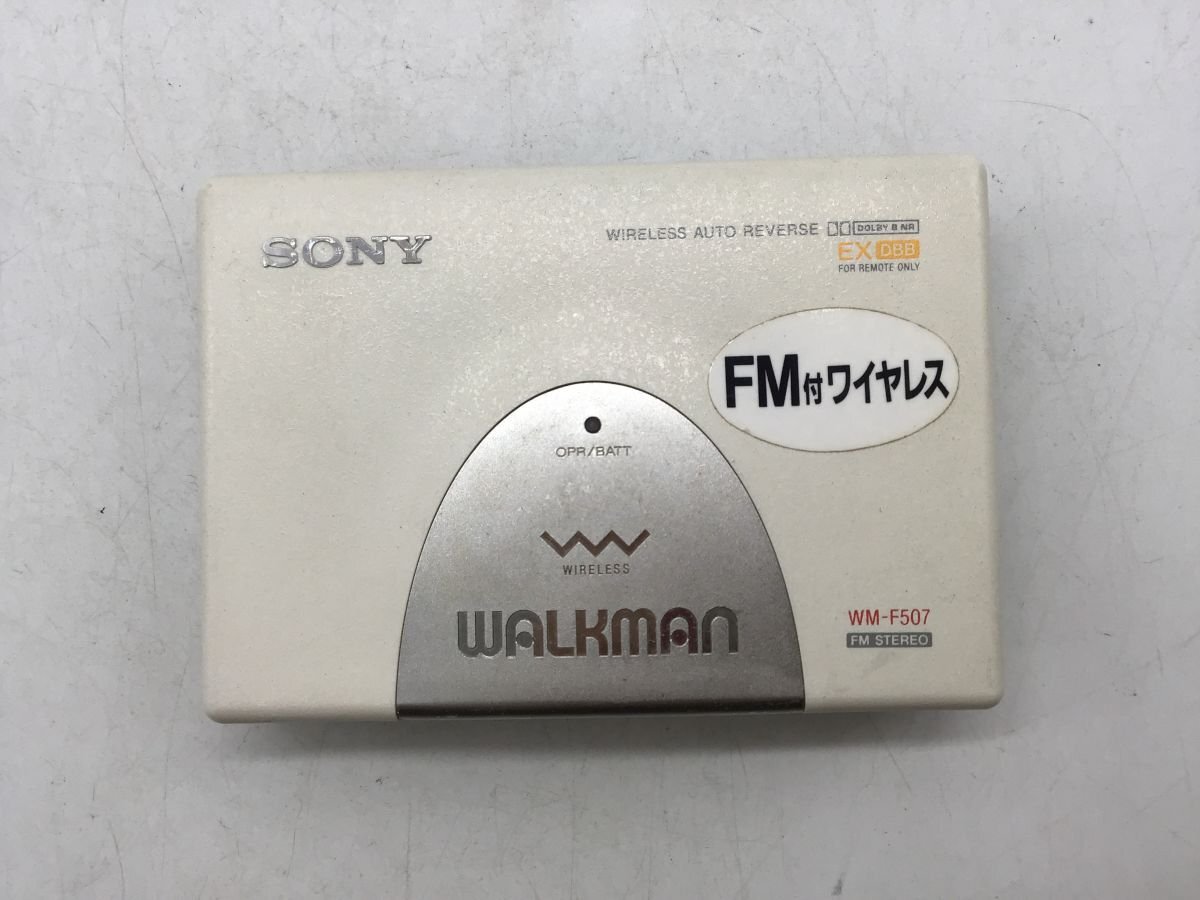 SONY
WIRELESS AUTO REVERSE DOLBY B NR
EX DBB
FOR REMOTE ONLY
FM付ワイヤレス
OPR/BATT
WIRELESS
WALKMAN
WM-F507
FM STEREO